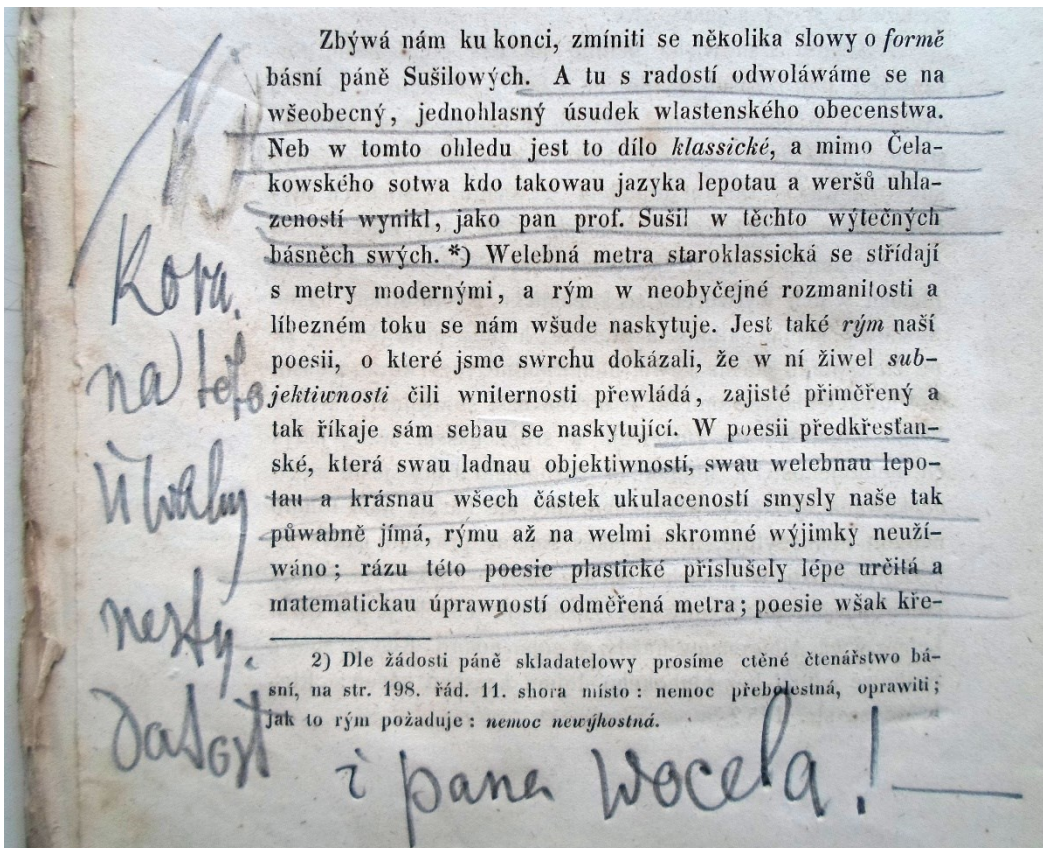 Zbýwá nám ku konci, zmíniti se několika slowy o formě
básní páně Sušilowých. A tu s radostí odwoláwáme se na
wšeobecný, jednohlasný úsudek wlastenského obecenstwa.
Neb w tomto ohledu jest to dílo klassické, a mimo Čela-
kowského sotwa kdo takowau jazyka lepotau a weršů uhla-
zeností wynikl, jako pan prof. Sušil w těchto wýtečných
básněch swých. *) Welebná metra staroklassická se střídají
s metry modernými, a rým w neobyčejné rozmanitosti a
líbezném toku se nám wšude naskytuje. Jest také rým naší
poesii, o které jsme swrchu dokázali, že w ní žiwel sub-
jektiwnosti čili wniternosti přewládá, zajisté přiměřený a
tak říkaje sám sebau se naskytující. W poesii předkřesťan-
ské, která swau ladnau objektiwností, swau welebnau lepo-
tau a krásnau wšech částek ukulaceností smysly naše tak
půwabně jímá, rýmu až na welmi skromné wýjimky neuží-
wáno; rázu této poesie plastické příslušely lépe určitá a
matematickau úprawností odměřená metra; poesie wšak kře-
2) Dle žádosti páně skladatelowy prosíme ctěné čtenářstwo bá-
sní, na str. 198. řád. 11. shora místo: nemoc přebolestná, oprawiti;
jak to rým požaduje: nemoc newýhostná.
na této
Úwahy
nesty.
datost
i pana Wocela! —